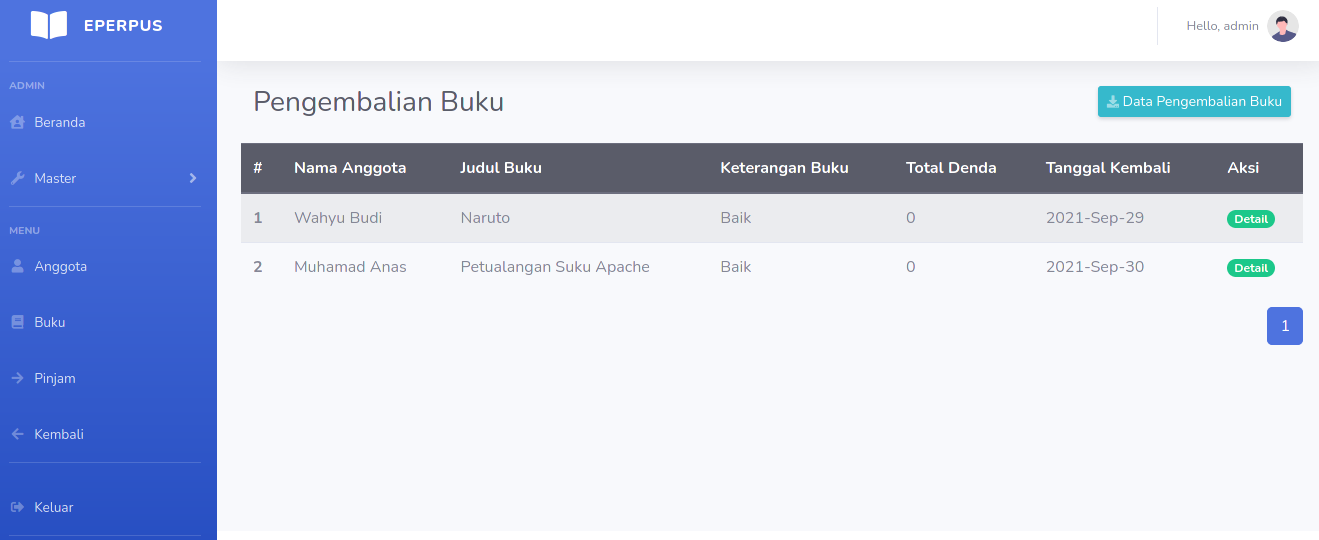 EPERPUS
Hello, admin
ADMIN
Beranda
Master
MENU
Anggota
Buku
Pinjam
Kembali
Keluar
Pengembalian Buku
Data Pengembalian Buku
# Nama Anggota Judul Buku Keterangan Buku Total Denda Tanggal Kembali Aksi
1 Wahyu Budi Naruto Baik 0 2021-Sep-29 Detail
2 Muhamad Anas Petualangan Suku Apache Baik 0 2021-Sep-30 Detail
1